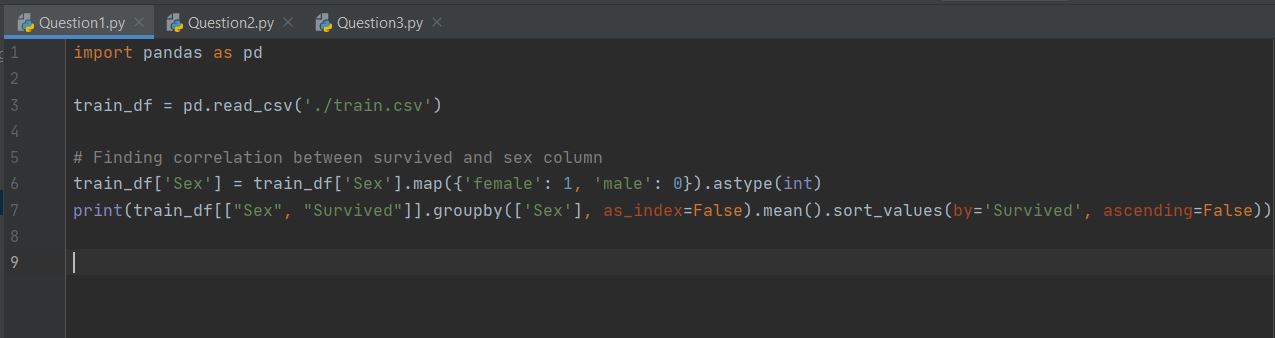 Question1.py × Question2.py × Question3.py ×
1 import pandas as pd
2
3 train_df = pd.read_csv('./train.csv')
4
5 # Finding correlation between survived and sex column
6 train_df['Sex'] = train_df['Sex'].map({'female': 1, 'male': 0}).astype(int)
7 print(train_df[["Sex", "Survived"]].groupby(['Sex'], as_index=False).mean().sort_values(by='Survived', ascending=False))
8
9